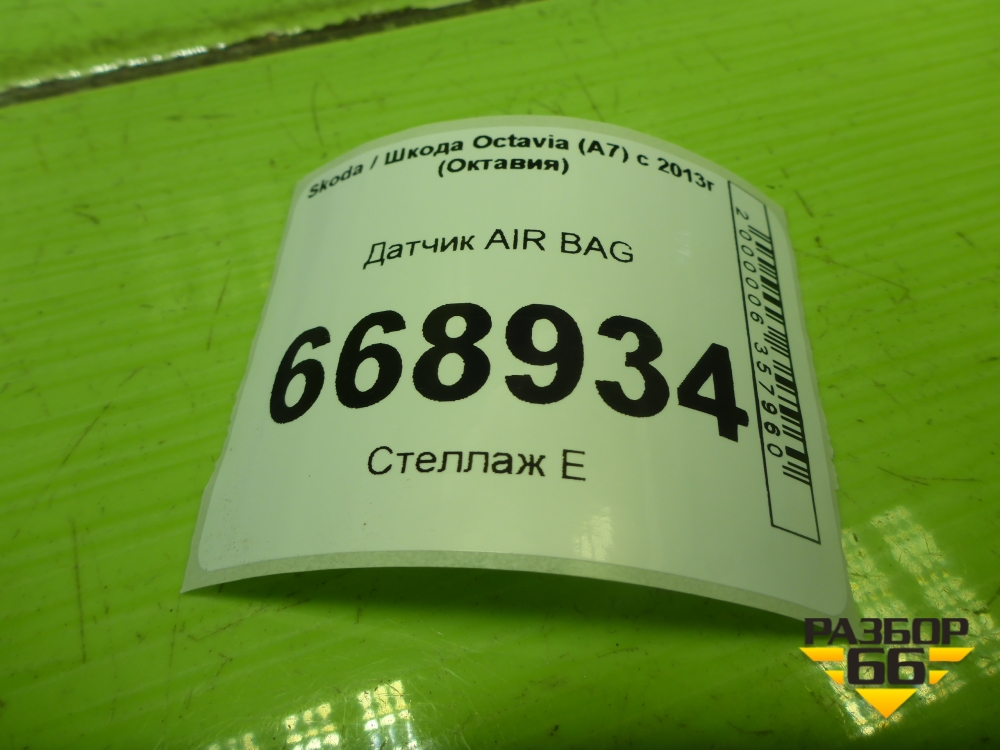 Skoda / Шкода Octavia (A7) с 2013г
(Октавия)
Датчик AIR BAG
668934
Стеллаж E
2000006357960
РАЗБОР
66